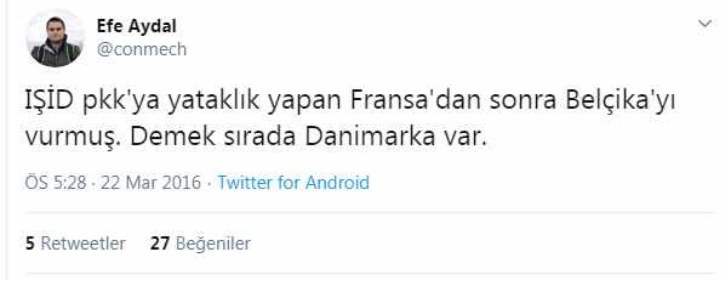 Efe Aydal
@conmech
IŞİD pkk'ya yataklık yapan Fransa'dan sonra Belçika'yı
vurmuş. Demek sırada Danimarka var.
ÖS 5:28 · 22 Mar 2016 · Twitter for Android
5 Retweetler 27 Beğeniler